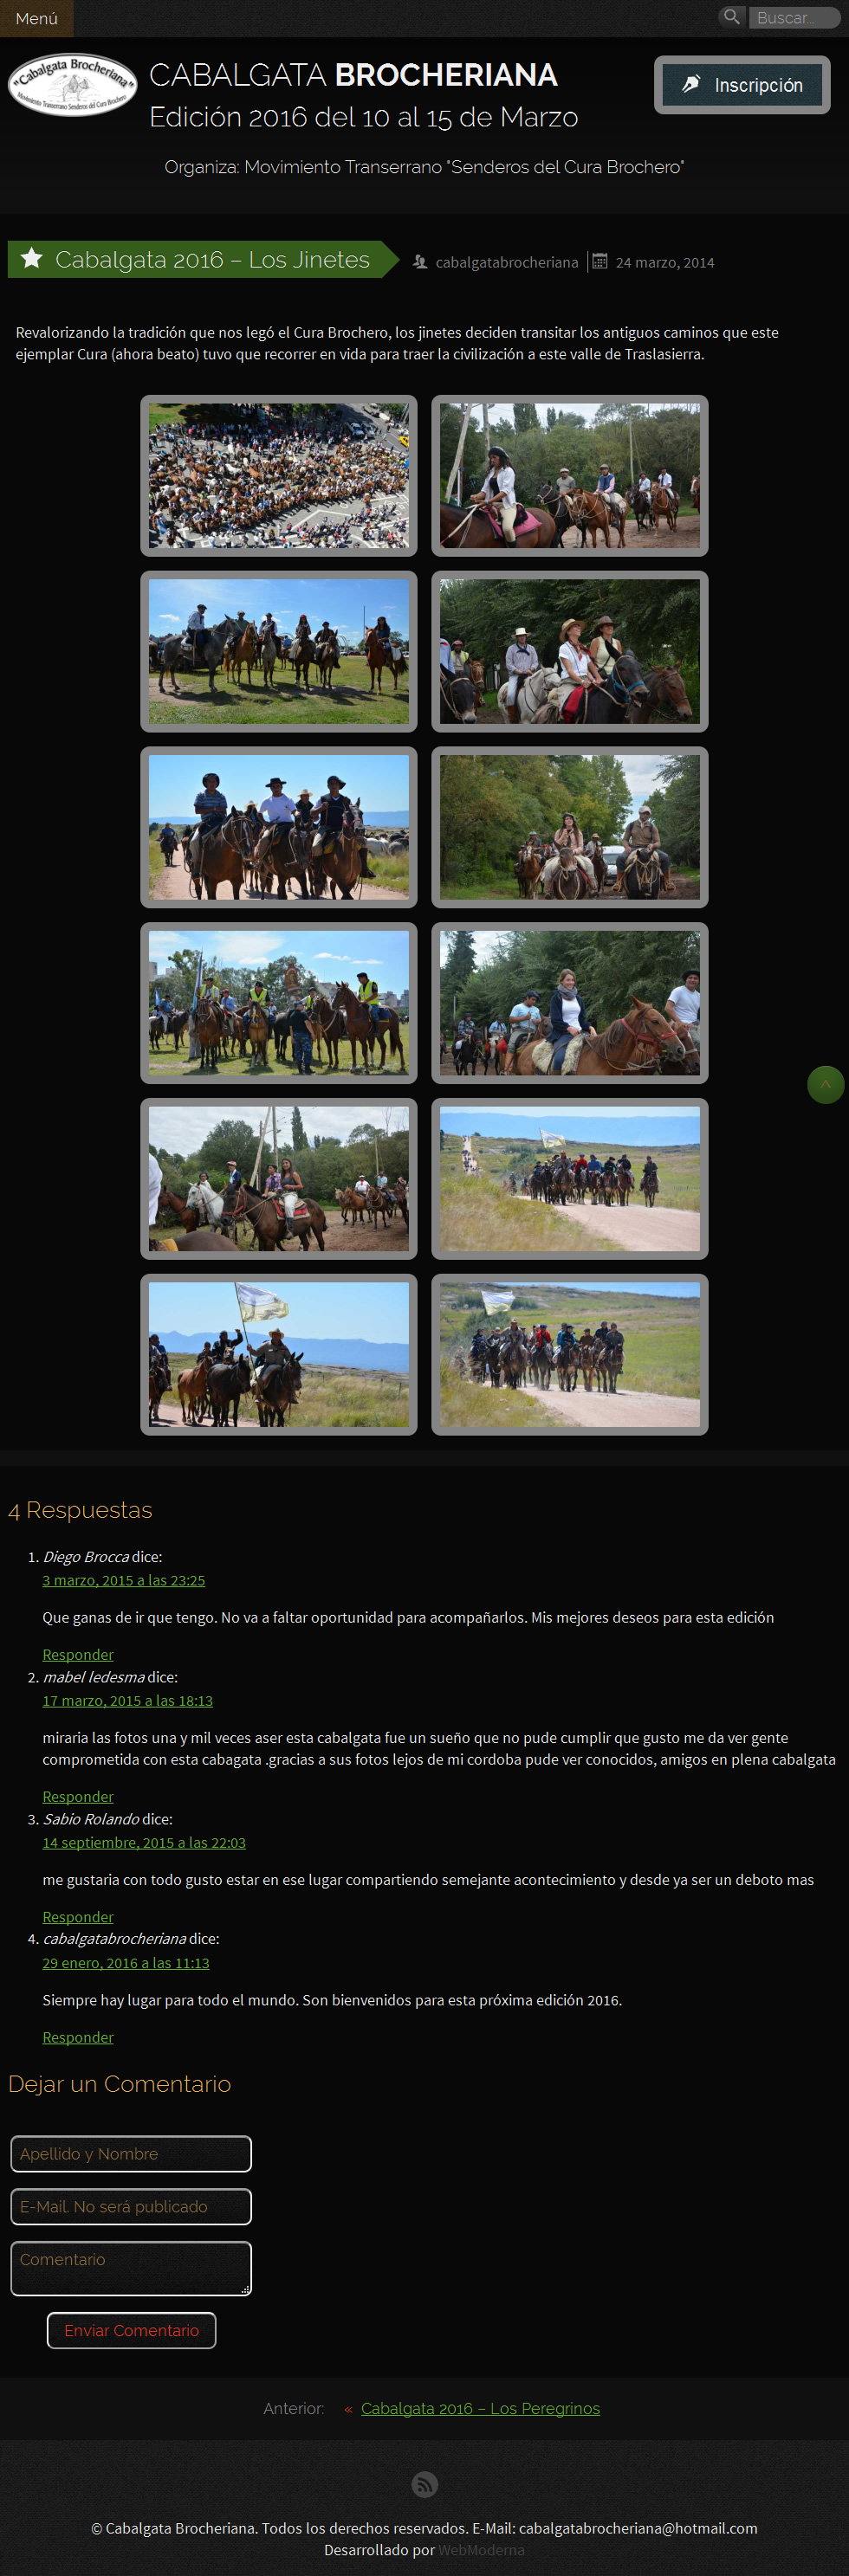 Menú
Buscar...
"Cabalgata Brocheriana"
Movimiento Transerrano Senderos del Cura Brochero
CABALGATA BROCHERIANA
Edición 2016 del 10 al 15 de Marzo
Inscripción
Organiza: Movimiento Transerrano "Senderos del Cura Brochero"
Cabalgata 2016 – Los Jinetes
cabalgatabrocheriana
24 marzo, 2014
Revalorizando la tradición que nos legó el Cura Brochero, los jinetes deciden transitar los antiguos caminos que este
ejemplar Cura (ahora beato) tuvo que recorrer en vida para traer la civilización a este valle de Traslasierra.
4 Respuestas
1. Diego Brocca dice:
3 marzo, 2015 a las 23:25
Que ganas de ir que tengo. No va a faltar oportunidad para acompañarlos. Mis mejores deseos para esta edición
Responder
2. mabel ledesma dice:
17 marzo, 2015 a las 18:13
miraria las fotos una y mil veces aser esta cabalgata fue un sueño que no pude cumplir que gusto me da ver gente
comprometida con esta cabagata .gracias a sus fotos lejos de mi cordoba pude ver conocidos, amigos en plena cabalgata
Responder
3. Sabio Rolando dice:
14 septiembre, 2015 a las 22:03
me gustaria con todo gusto estar en ese lugar compartiendo semejante acontecimiento y desde ya ser un deboto mas
Responder
4. cabalgatabrocheriana dice:
29 enero, 2016 a las 11:13
Siempre hay lugar para todo el mundo. Son bienvenidos para esta próxima edición 2016.
Responder
Dejar un Comentario
Apellido y Nombre
E-Mail. No será publicado
Comentario
Enviar Comentario
Anterior: « Cabalgata 2016 – Los Peregrinos
© Cabalgata Brocheriana. Todos los derechos reservados. E-Mail: cabalgatabrocheriana@hotmail.com
Desarrollado por WebModerna